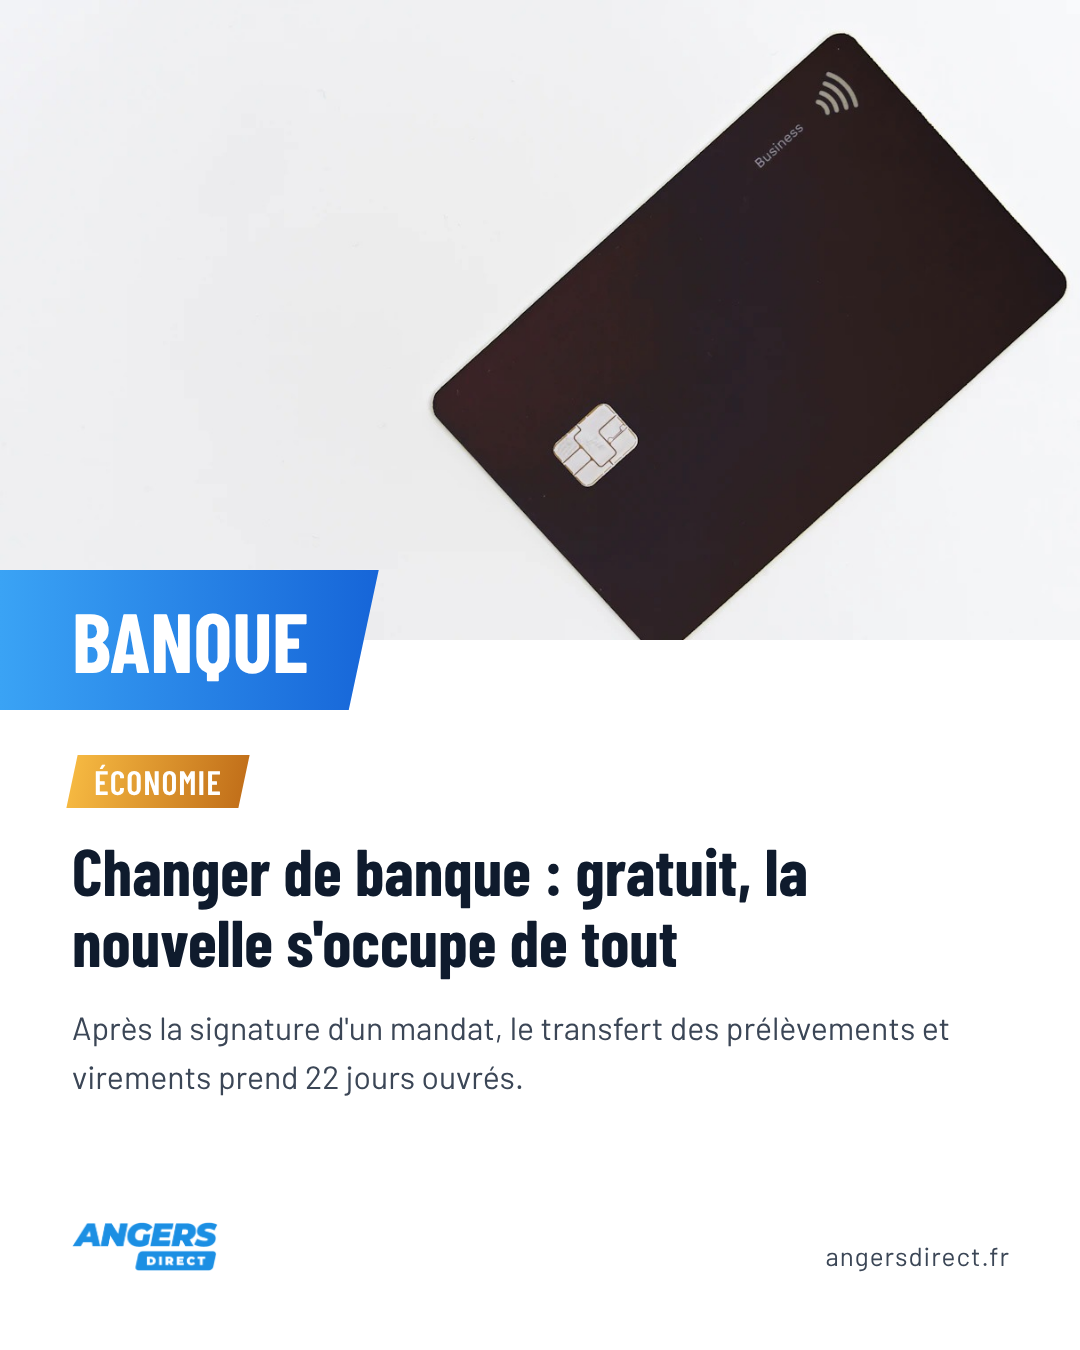 Business
BANQUE
ÉCONOMIE
Changer de banque : gratuit, la
nouvelle s'occupe de tout
Après la signature d'un mandat, le transfert des prélèvements et
virements prend 22 jours ouvrés.
ANGERS
DIRECT
angersdirect.fr